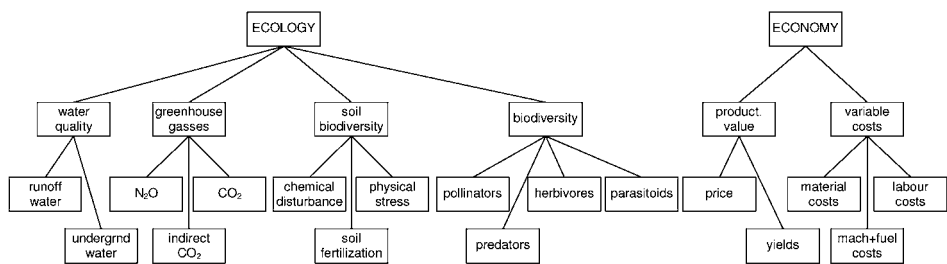 ECOLOGY
ECONOMY
water
quality
greenhouse
gasses
soil
biodiversity
biodiversity
product.
value
variable
costs
runoff
water
N₂O
CO₂
chemical
disturbance
physical
stress
pollinators
herbivores
parasitoids
price
material
costs
labour
costs
undergrnd
water
indirect
CO₂
soil
fertilization
predators
yields
mach+fuel
costs